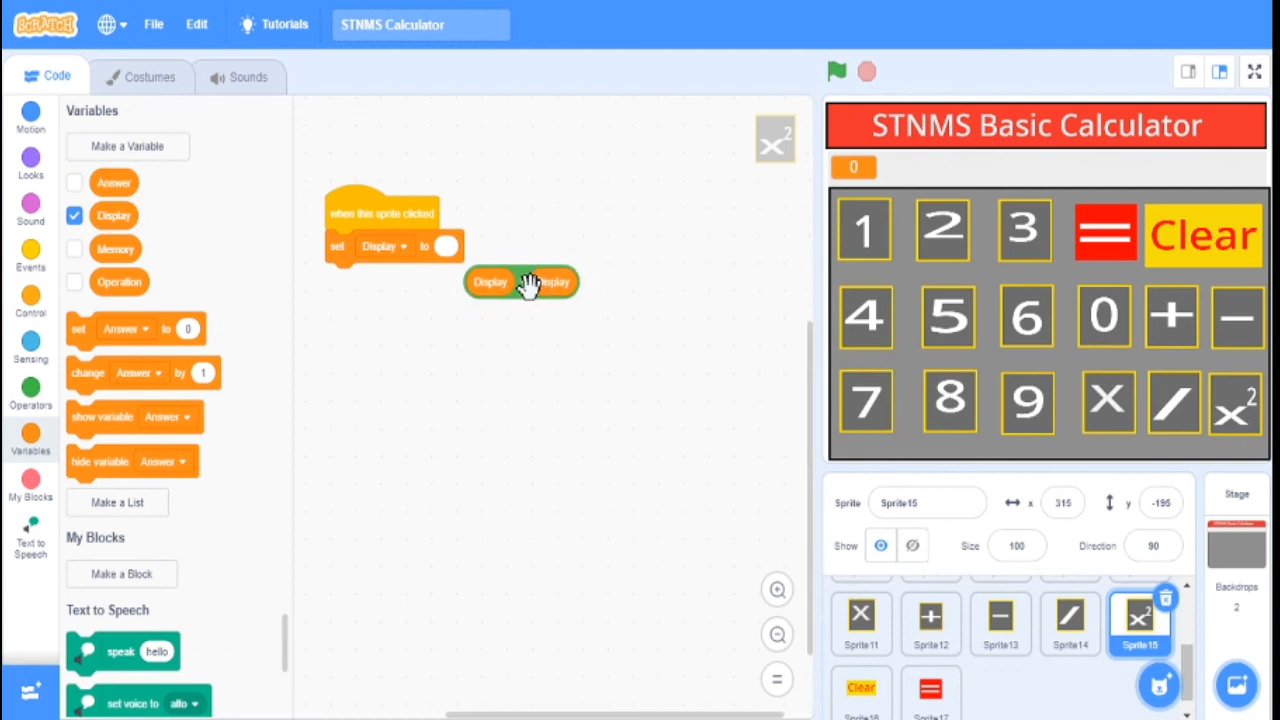 SCRATCH
File
Edit
Tutorials
STNMS Calculator
Code
Costumes
Sounds
Motion
Looks
Sound
Events
Control
Sensing
Operators
Variables
My Blocks
Text to
Speech
Variables
Make a Variable
Answer
Display
Memory
Operation
set Answer to 0
change Answer by 1
show variable Answer
hide variable Answer
Make a List
My Blocks
Make a Block
Text to Speech
speak hello
set voice to alto
when this sprite clicked
set Display to
Display
x²
STNMS Basic Calculator
0
1 2 3 = Clear
4 5 6 0 + −
7 8 9 X / x²
Sprite Sprite15 x 315 y -195
Show Size 100 Direction 90
X + − / x²
Sprite11 Sprite12 Sprite13 Sprite14 Sprite15
Clear =
Stage
Backdrops
2